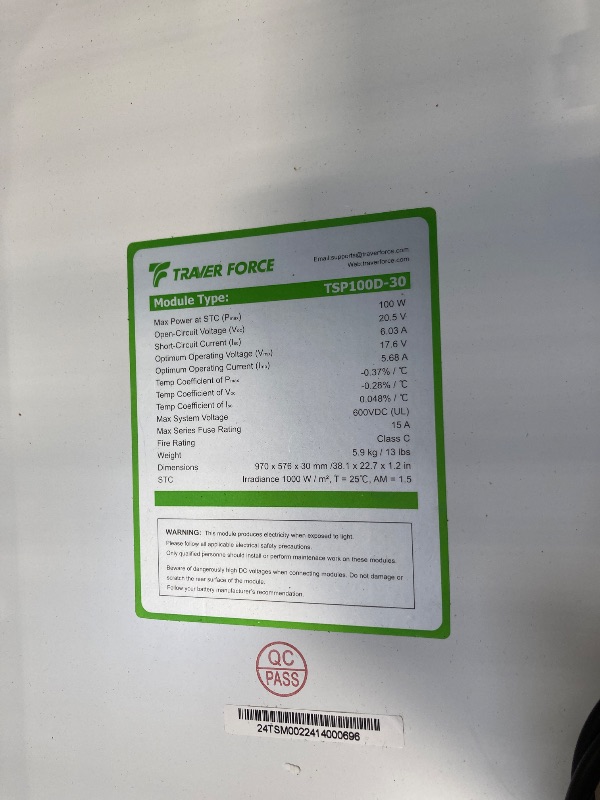 TRAVER FORCE
Email:supports@traverforce.com
Web:traverforce.com
Module Type: TSP100D-30
Max Power at STC (Pmax) 100 W
Open-Circuit Voltage (Voc) 20.5 V
Short-Circuit Current (Isc) 6.03 A
Optimum Operating Voltage (Vmp) 17.6 V
Optimum Operating Current (Imp) 5.68 A
Temp Coefficient of Pmax -0.37% / °C
Temp Coefficient of Voc -0.28% / °C
Temp Coefficient of Isc 0.048% / °C
Max System Voltage 600VDC (UL)
Max Series Fuse Rating 15 A
Fire Rating Class C
Weight 5.9 kg / 13 lbs
Dimensions 970 x 576 x 30 mm /38.1 x 22.7 x 1.2 in
STC Irradiance 1000 W / m², T = 25°C, AM = 1.5
WARNING: This module produces electricity when exposed to light.
Please follow all applicable electrical safety precautions.
Only qualified personne should install or perform maintenace work on these modules.
Beware of dangerously high DC voltages when connecting modules. Do not damage or
scratch the rear surface of the module.
Follow your battery manufacturer's recommendation.
QC
PASS
24TSM0022414000696